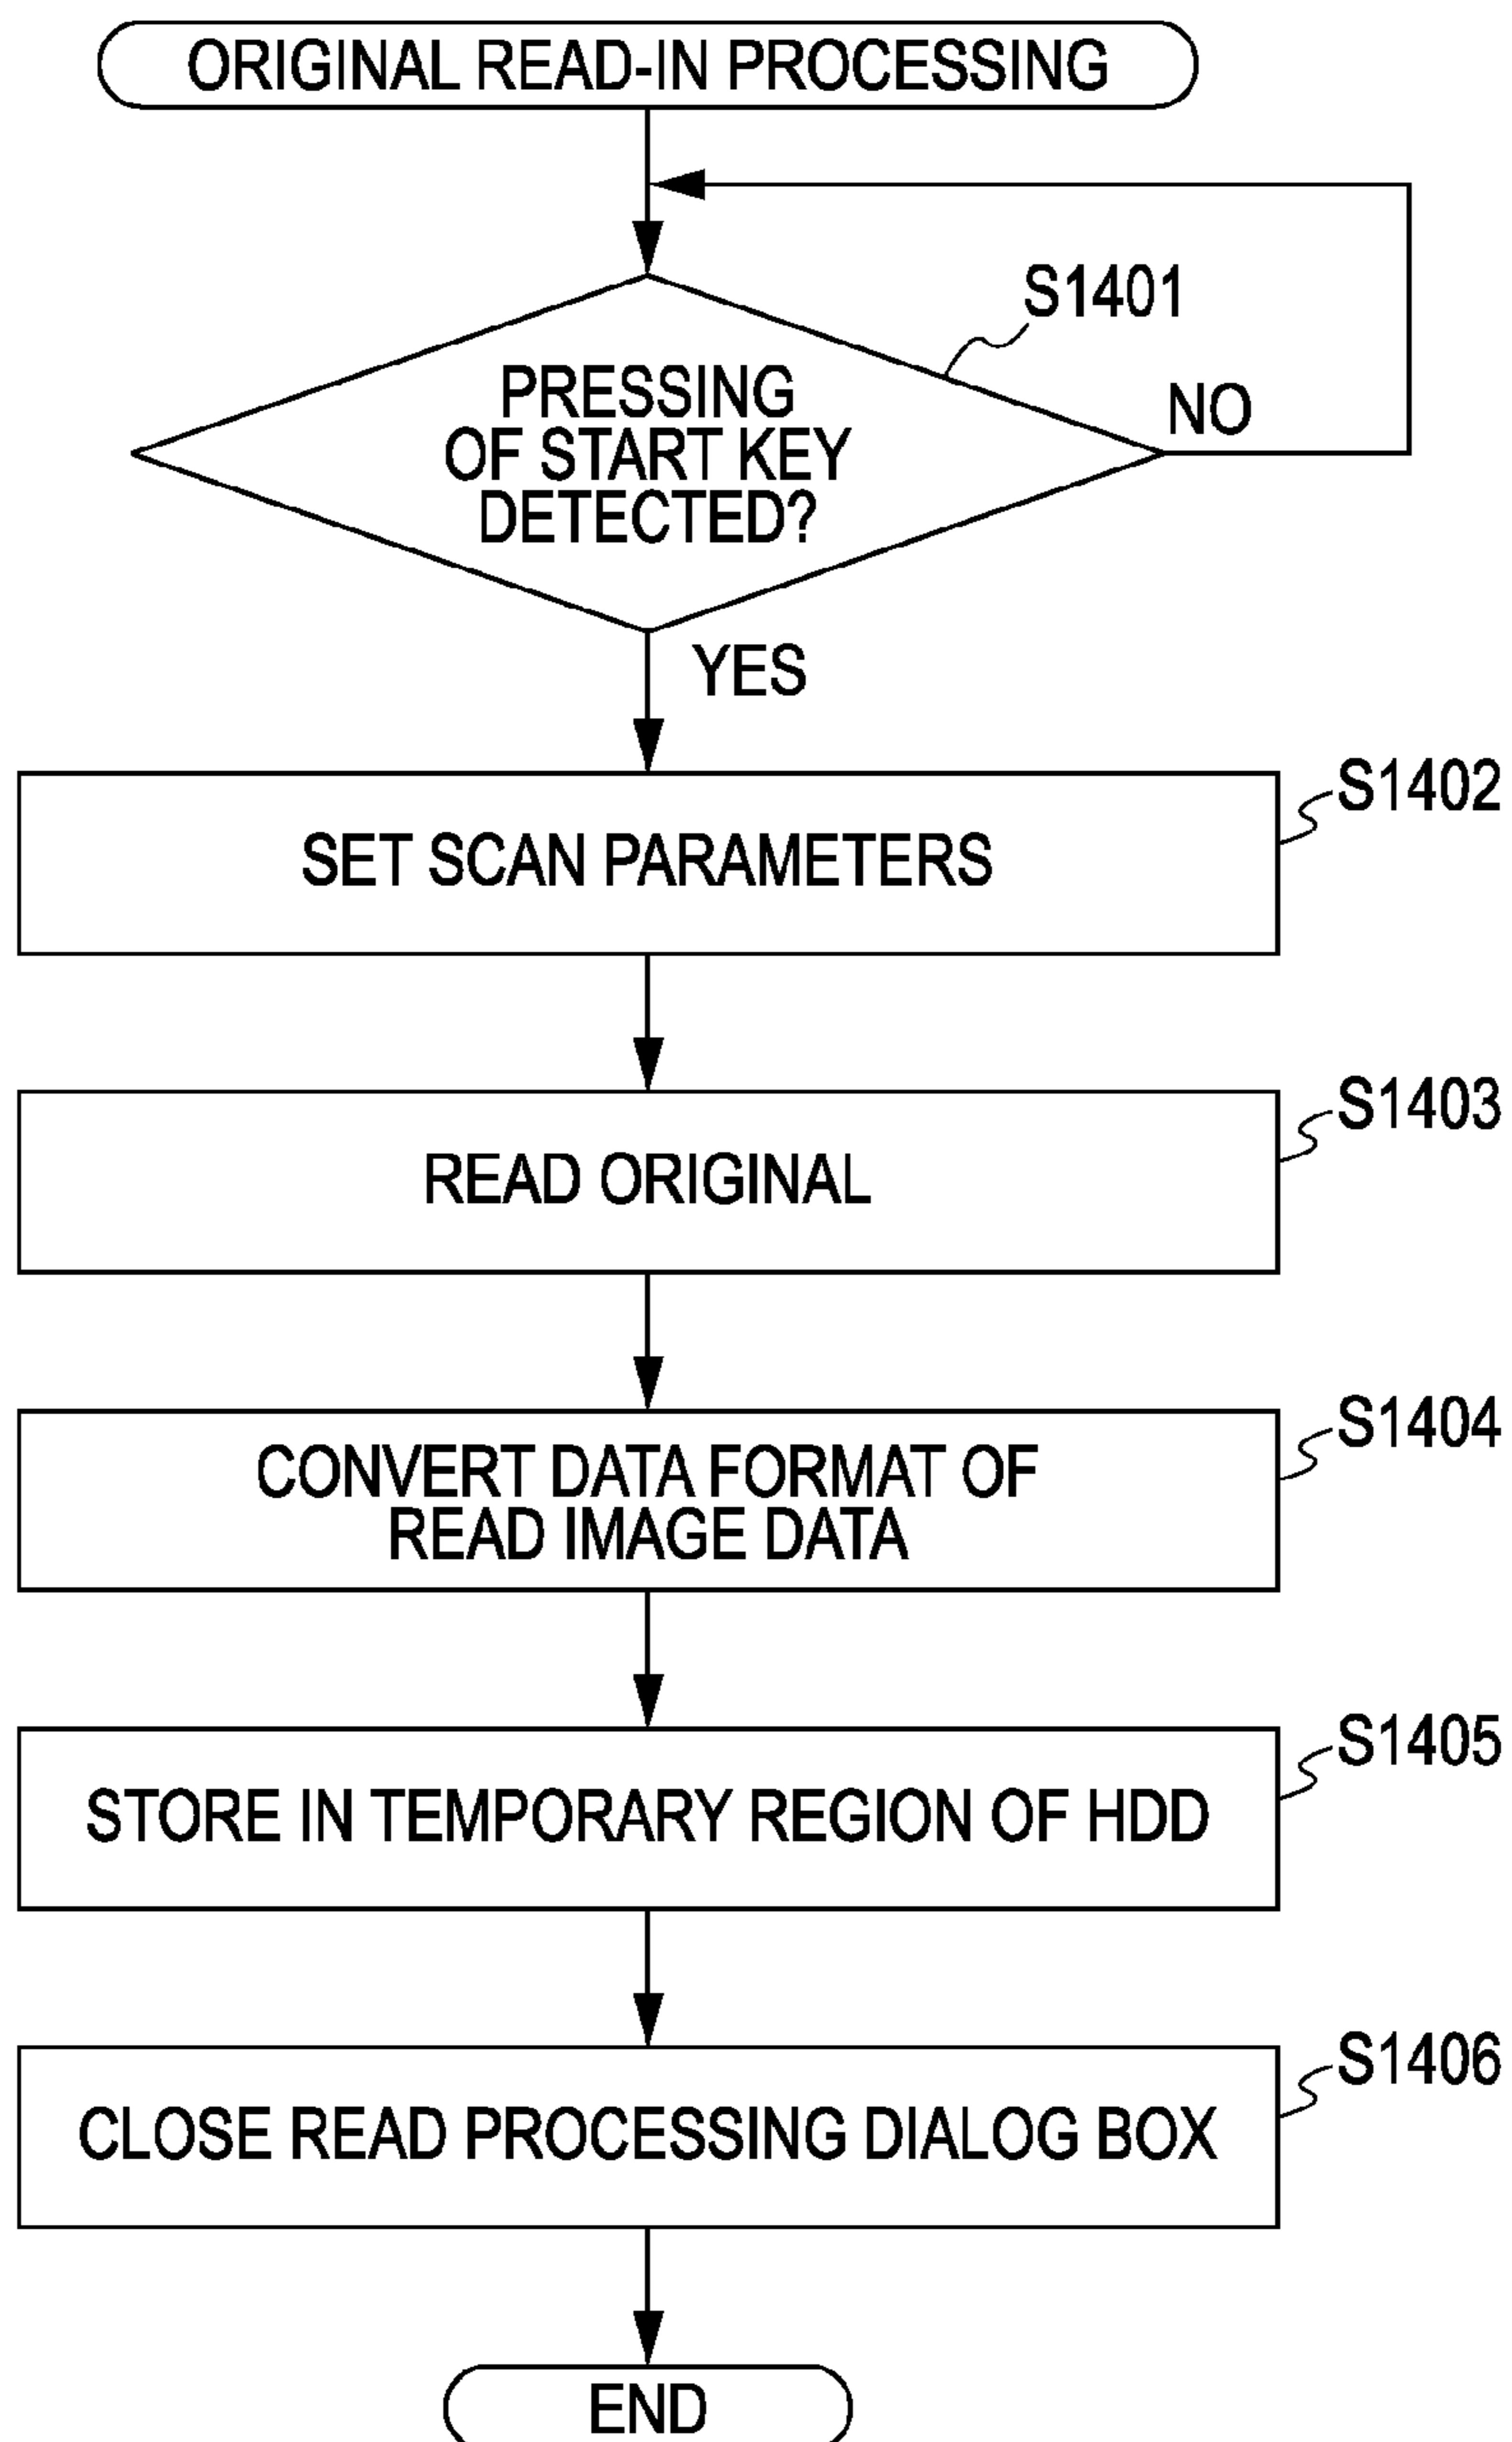 ORIGINAL READ-IN PROCESSING
S1401
PRESSING
OF START KEY
DETECTED?
NO
YES
S1402
SET SCAN PARAMETERS
S1403
READ ORIGINAL
S1404
CONVERT DATA FORMAT OF
READ IMAGE DATA
S1405
STORE IN TEMPORARY REGION OF HDD
S1406
CLOSE READ PROCESSING DIALOG BOX
END